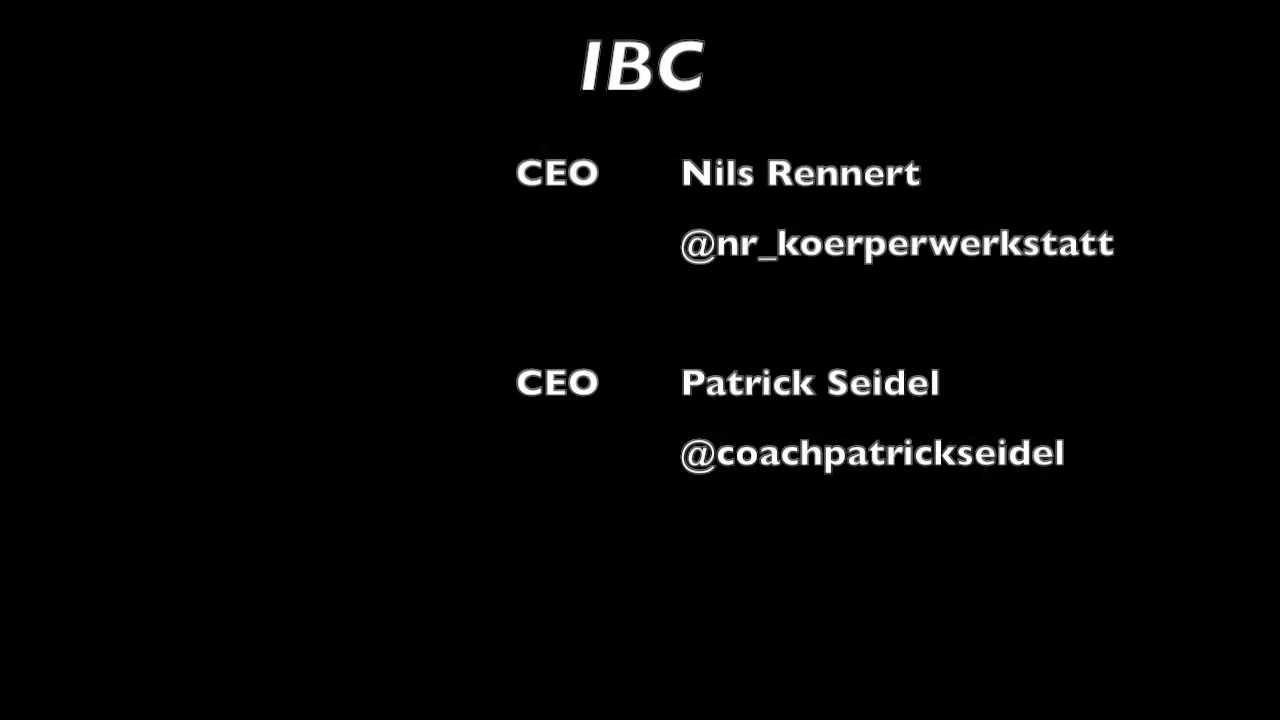 IBC
CEO Nils Rennert
@nr_koerperwerkstatt
CEO Patrick Seidel
@coachpatrickseidel